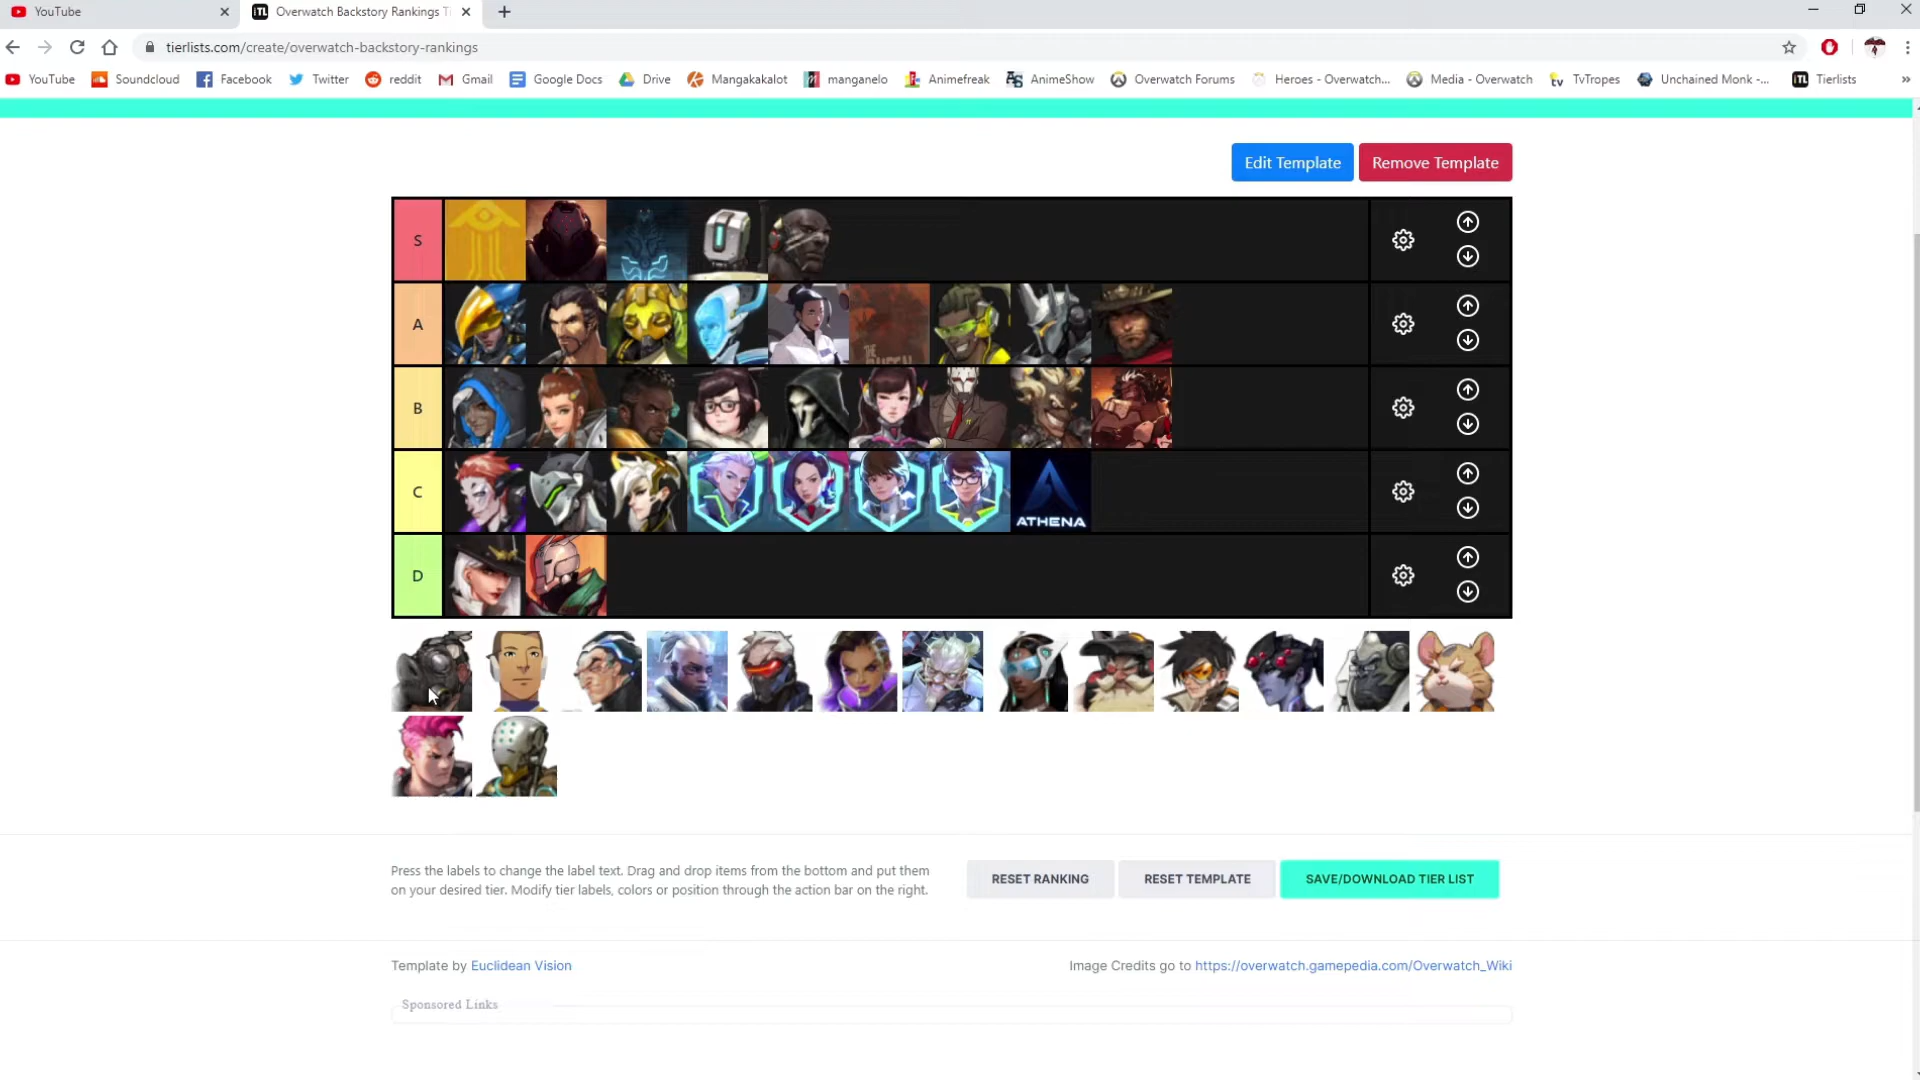 YouTube
iTL Overwatch Backstory Rankings Ti
tierlists.com/create/overwatch-backstory-rankings
YouTube Soundcloud Facebook Twitter reddit Gmail Google Docs Drive Mangakakalot manganelo Animefreak AnimeShow Overwatch Forums Heroes - Overwatch... Media - Overwatch TvTropes Unchained Monk -... iTL Tierlists »
Edit Template Remove Template
S
A
B
C
ATHENA
D
Press the labels to change the label text. Drag and drop items from the bottom and put them
on your desired tier. Modify tier labels, colors or position through the action bar on the right.
RESET RANKING RESET TEMPLATE SAVE/DOWNLOAD TIER LIST
Template by Euclidean Vision
Image Credits go to https://overwatch.gamepedia.com/Overwatch_Wiki
Sponsored Links